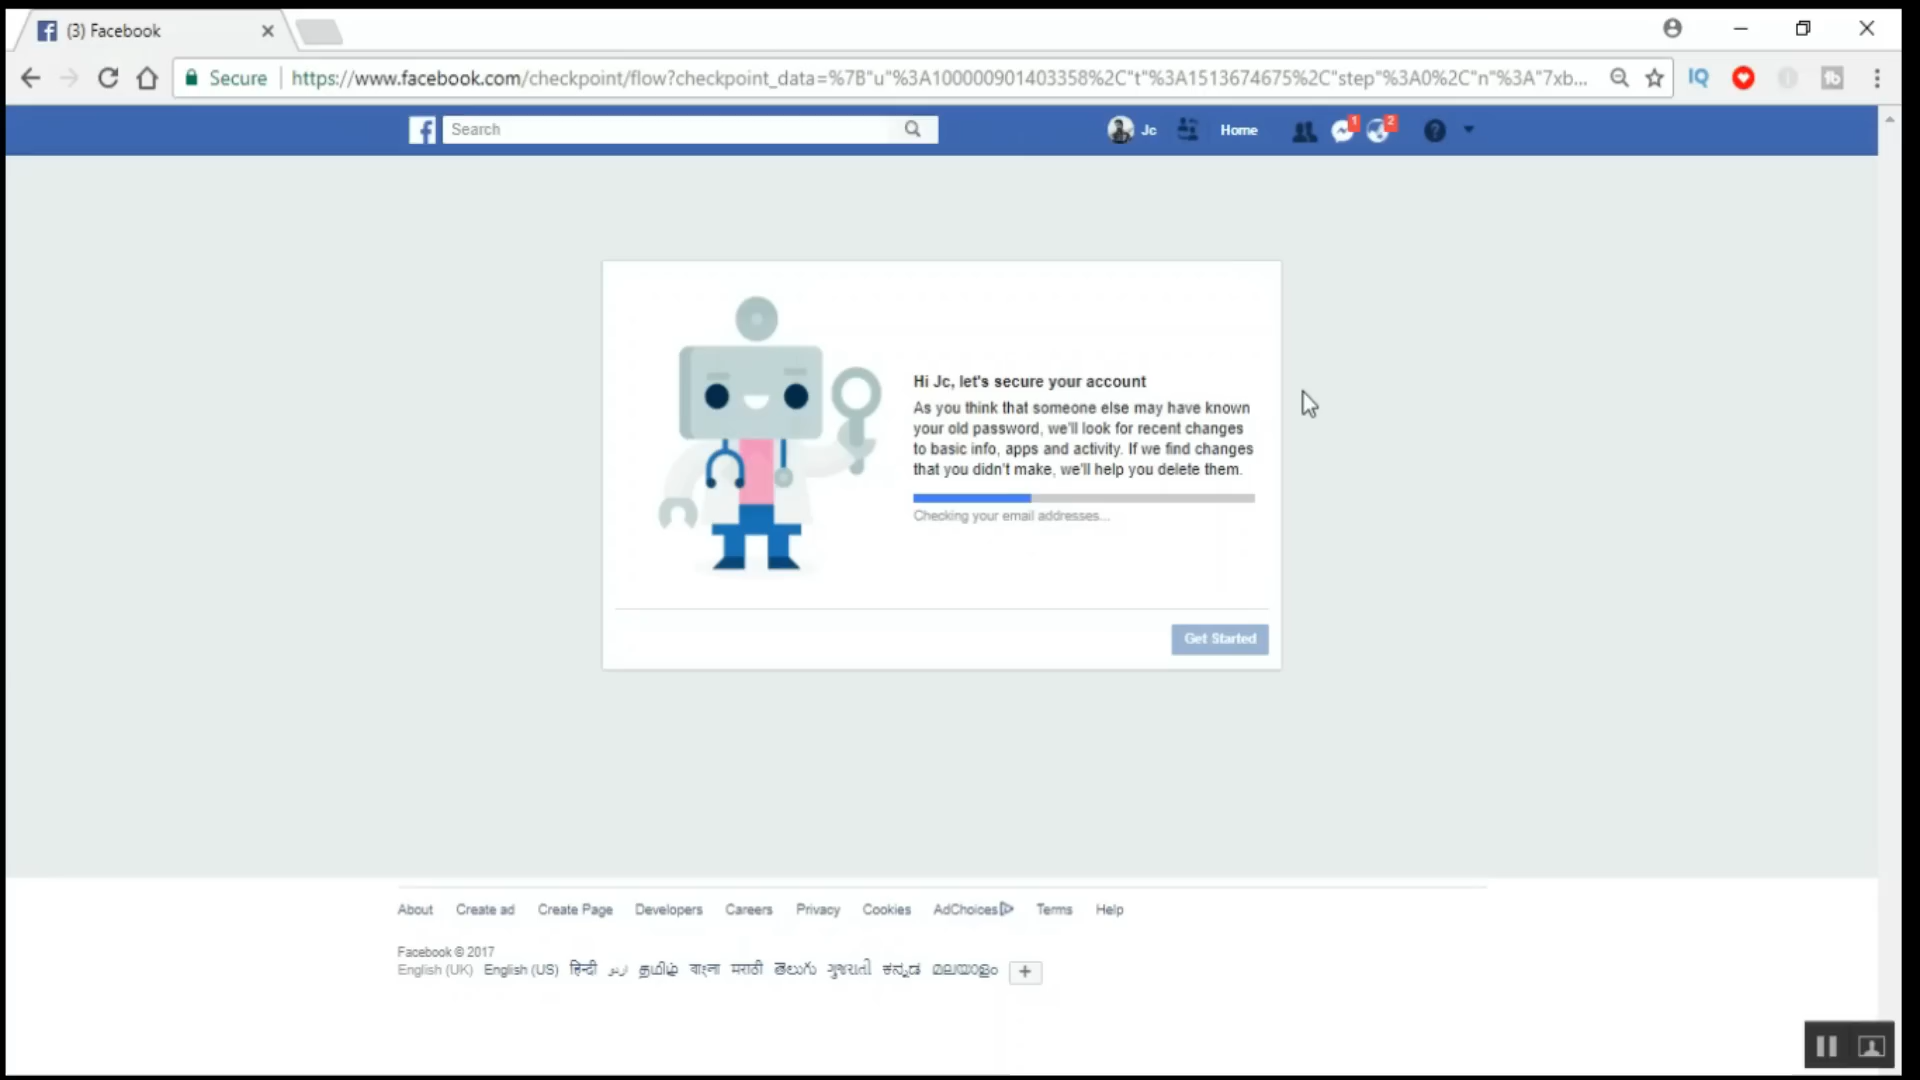 (3) Facebook
Secure https://www.facebook.com/checkpoint/flow?checkpoint_data=%7B"u"%3A100000901403358%2C"t"%3A1513674675%2C"step"%3A0%2C"n"%3A"7xb...
IQ
Search
Jc
Home
1
2
Hi Jc, let's secure your account
As you think that someone else may have known
your old password, we'll look for recent changes
to basic info, apps and activity. If we find changes
that you didn't make, we'll help you delete them.
Checking your email addresses...
Get Started
About Create ad Create Page Developers Careers Privacy Cookies AdChoices Terms Help
Facebook © 2017
English (UK) English (US) हिन्दी اردو தமிழ் বাংলা मराठी తెలుగు ગુજરાતી ಕನ್ನಡ മലയാളം +